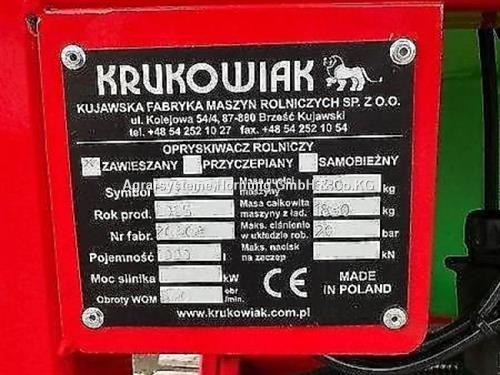 KRUKOWIAK
KUJAWSKA FABRYKA MASZYN ROLNICZYCH SP. Z O.O.
ul. Kolejowa 54/4, 87-880 Brześć Kujawski
tel. +48 54 252 10 27 fax. +48 54 252 10 54
OPRYSKIWACZ ROLNICZY
ZAWIESZANY PRZYCZEPIANY SAMOBIEŻNY
Symbol
Masa pustej maszyny kg
Agrarsysteme Hornung GmbH & Co.KG
Rok prod.
Masa całkowita maszyny z ład. kg
Nr fabr.
Maks. ciśnienie w układzie rob. 20 bar
Pojemność l
Maks. nacisk na zaczep kN
Moc silnika kW
Obroty WOM obr/min.
CE
MADE
IN POLAND
www.krukowiak.com.pl